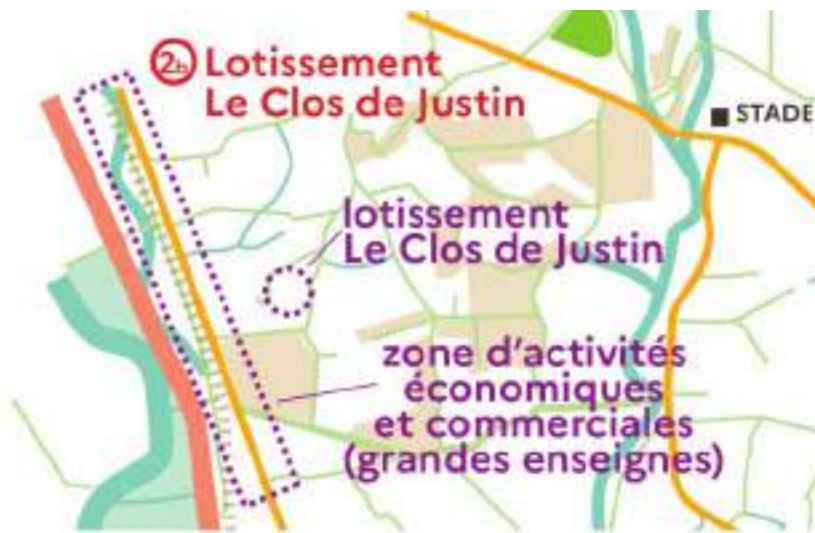 2b Lotissement
Le Clos de Justin
STADE
lotissement
Le Clos de Justin
zone d'activités
économiques
et commerciales
(grandes enseignes)